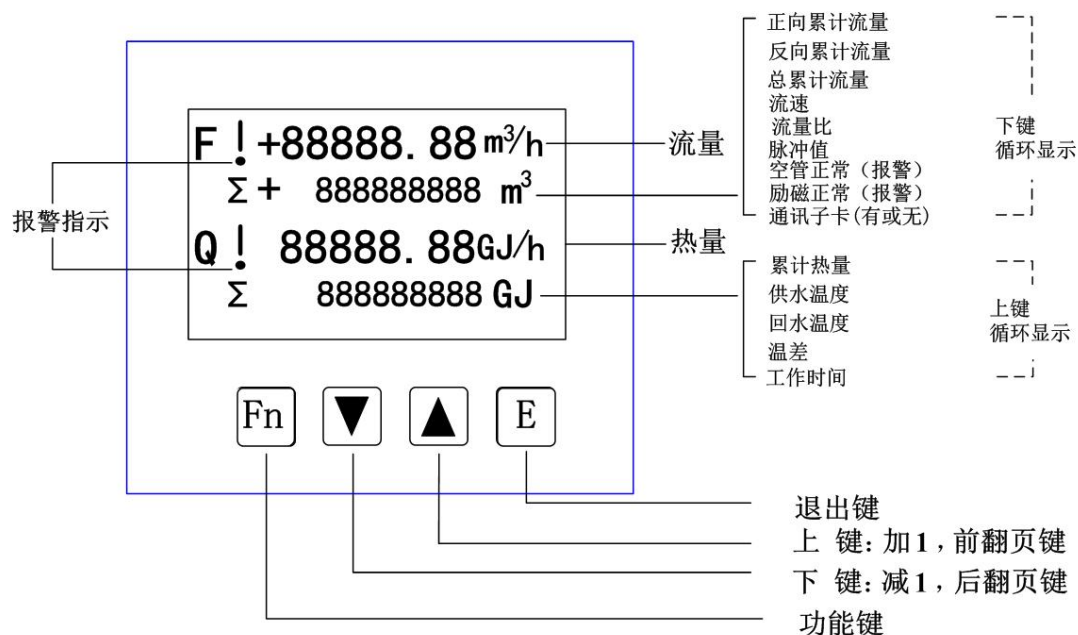 正向累计流量
反向累计流量
总累计流量
流速
流量比
脉冲值
空管正常（报警）
励磁正常（报警）
通讯子卡(有或无)
下键
循环显示
F ! +88888.88 m³/h
流量
Σ + 888888888 m³
报警指示
Q ! 88888.88GJ/h
热量
Σ 888888888 GJ
累计热量
供水温度
回水温度
温差
工作时间
上键
循环显示
Fn ▼ ▲ E
退出键
上 键: 加1，前翻页键
下 键: 减1，后翻页键
功能键